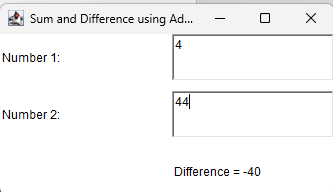 Sum and Difference using Ad...
Number 1:
4
Number 2:
44
Difference = -40